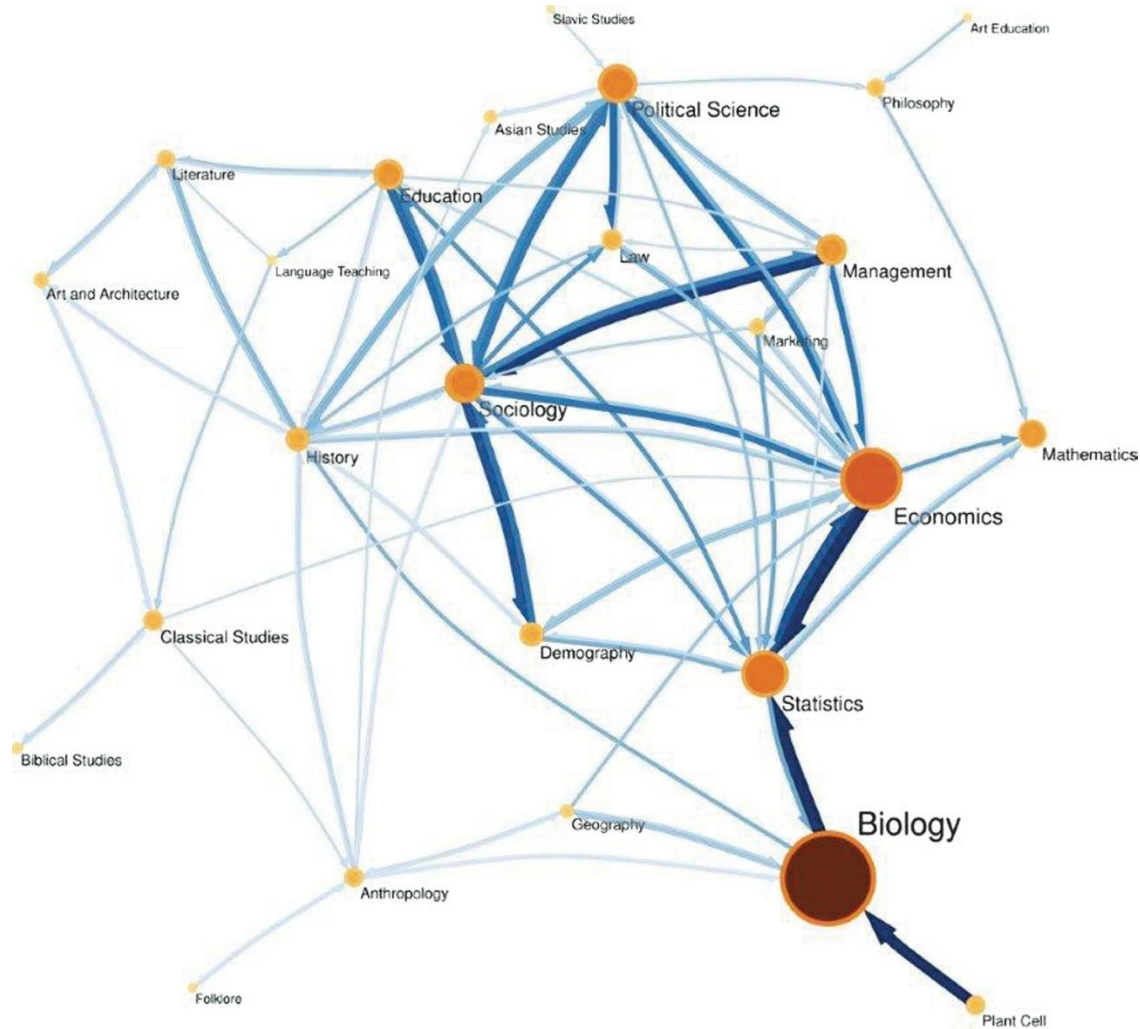 Slavic Studies
Art Education
Political Science
Philosophy
Asian Studies
Literature
Education
Law
Language Teaching
Management
Art and Architecture
Marketing
Sociology
History
Mathematics
Economics
Classical Studies
Demography
Statistics
Biblical Studies
Geography
Biology
Anthropology
Folklore
Plant Cell